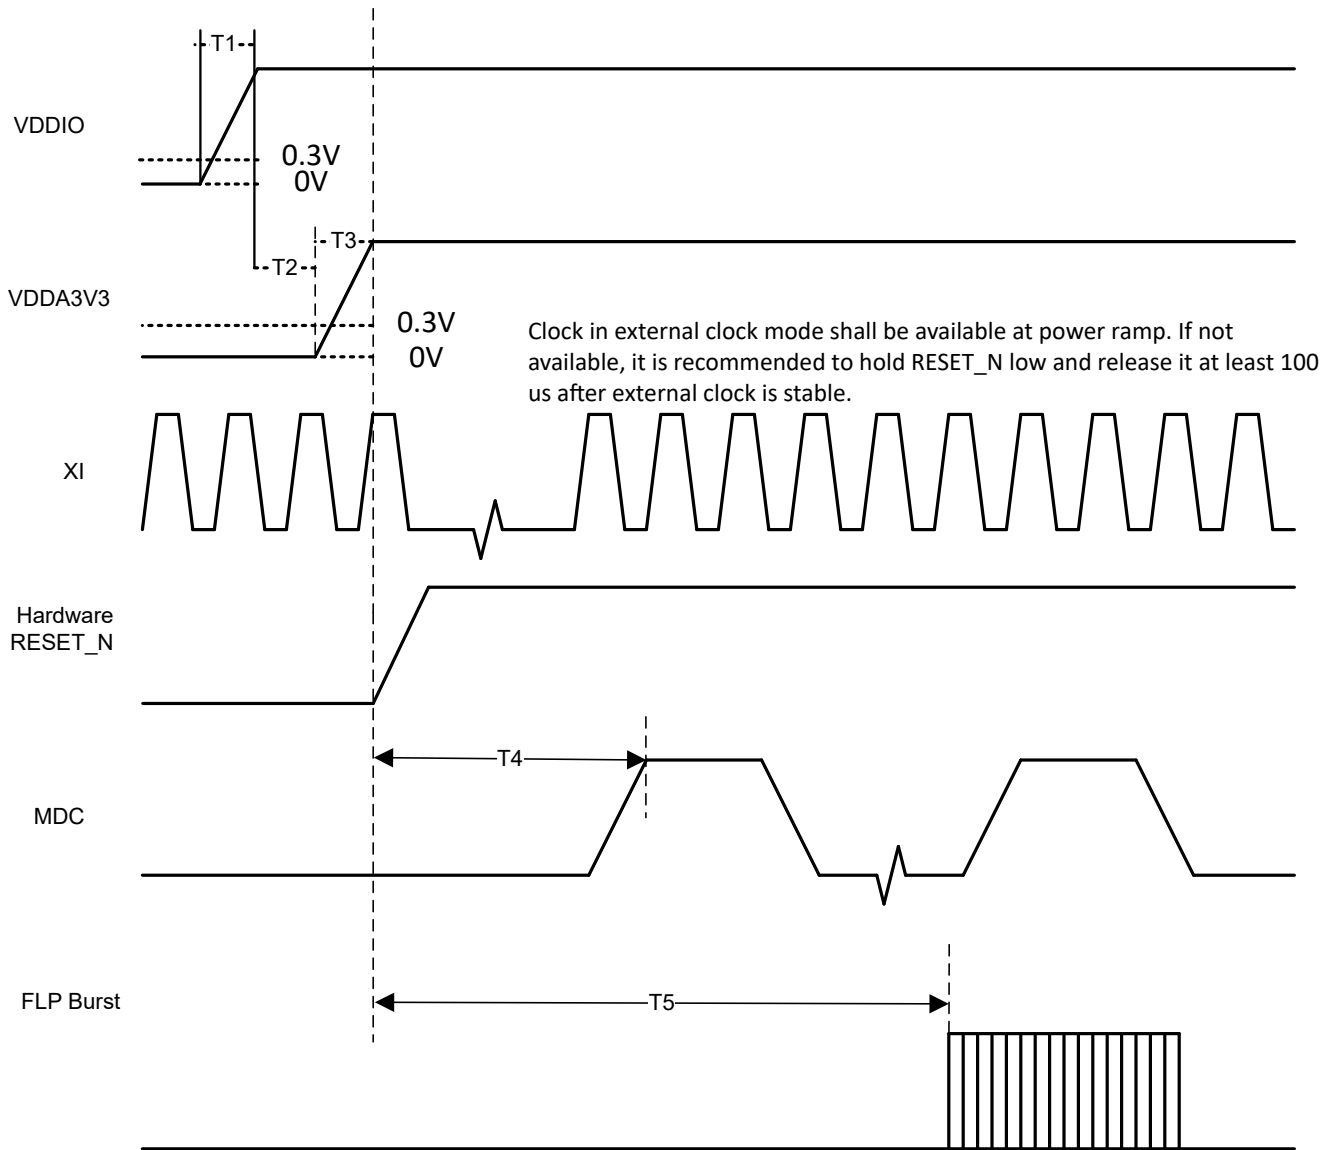 T1
VDDIO
0.3V
0V
T3
T2
VDDA3V3
0.3V
0V
Clock in external clock mode shall be available at power ramp. If not
available, it is recommended to hold RESET_N low and release it at least 100
us after external clock is stable.
XI
Hardware
RESET_N
T4
MDC
FLP Burst
T5